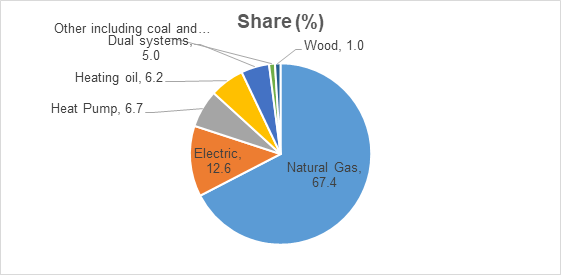 Share (%)
Other including coal and…
Dual systems,
5.0
Wood, 1.0
Heating oil, 6.2
Heat Pump, 6.7
Electric,
12.6
Natural Gas,
67.4